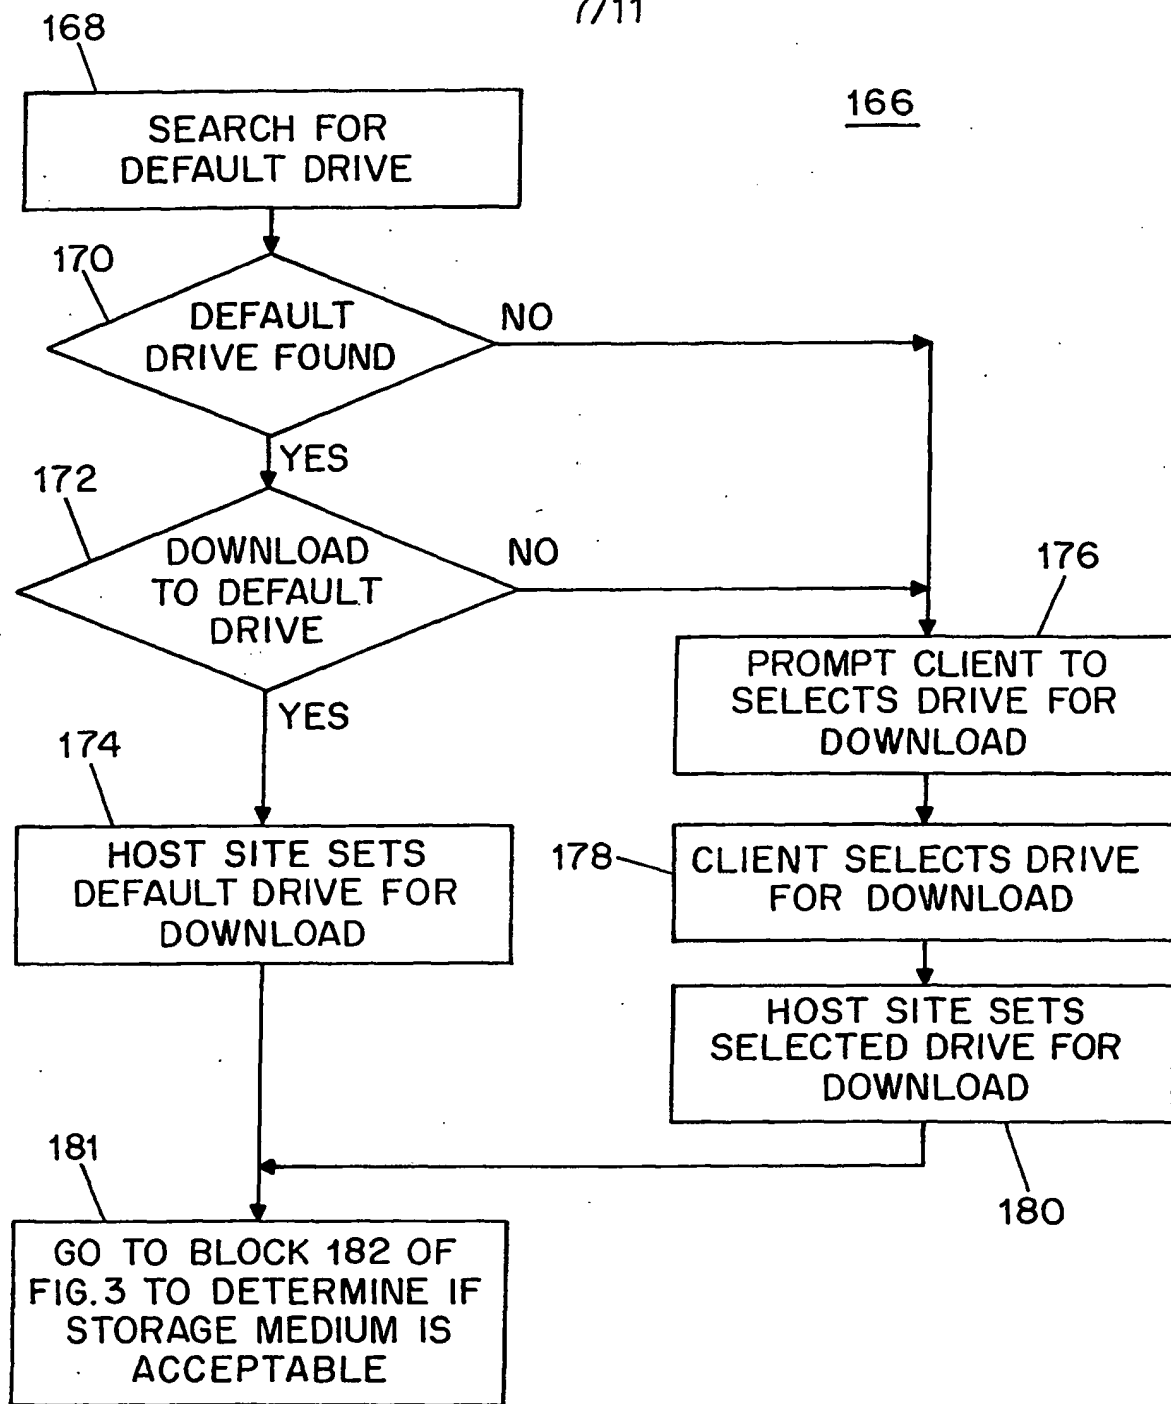 7/11
168
166
SEARCH FOR
DEFAULT DRIVE
170
DEFAULT
DRIVE FOUND
NO
YES
172
DOWNLOAD
TO DEFAULT
DRIVE
NO
YES
176
PROMPT CLIENT TO
SELECTS DRIVE FOR
DOWNLOAD
174
HOST SITE SETS
DEFAULT DRIVE FOR
DOWNLOAD
178
CLIENT SELECTS DRIVE
FOR DOWNLOAD
HOST SITE SETS
SELECTED DRIVE FOR
DOWNLOAD
180
181
GO TO BLOCK 182 OF
FIG.3 TO DETERMINE IF
STORAGE MEDIUM IS
ACCEPTABLE